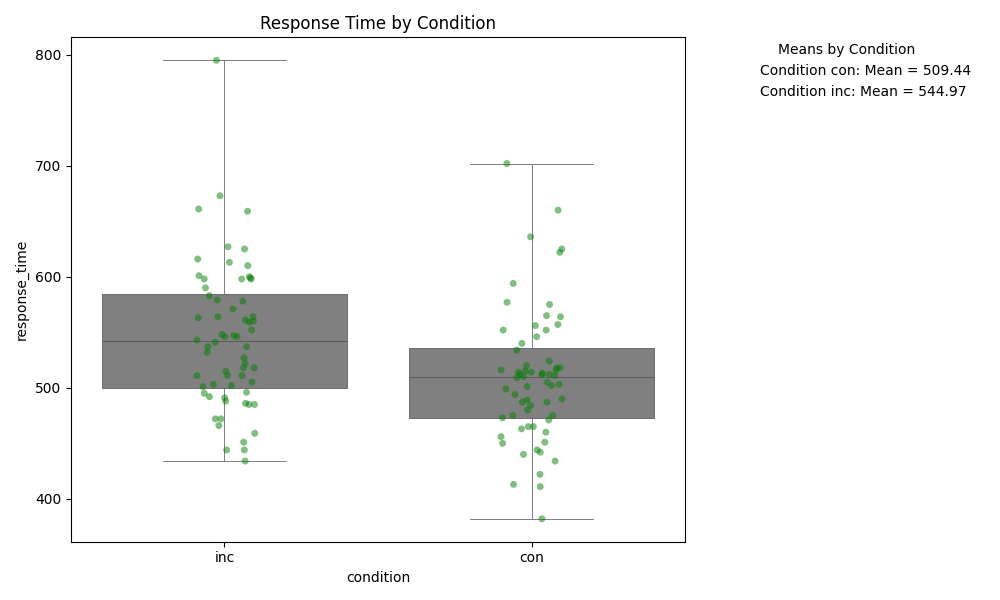 Response Time by Condition
Means by Condition
Condition con: Mean = 509.44
Condition inc: Mean = 544.97
800
700
600
500
400
response_time
inc
con
condition